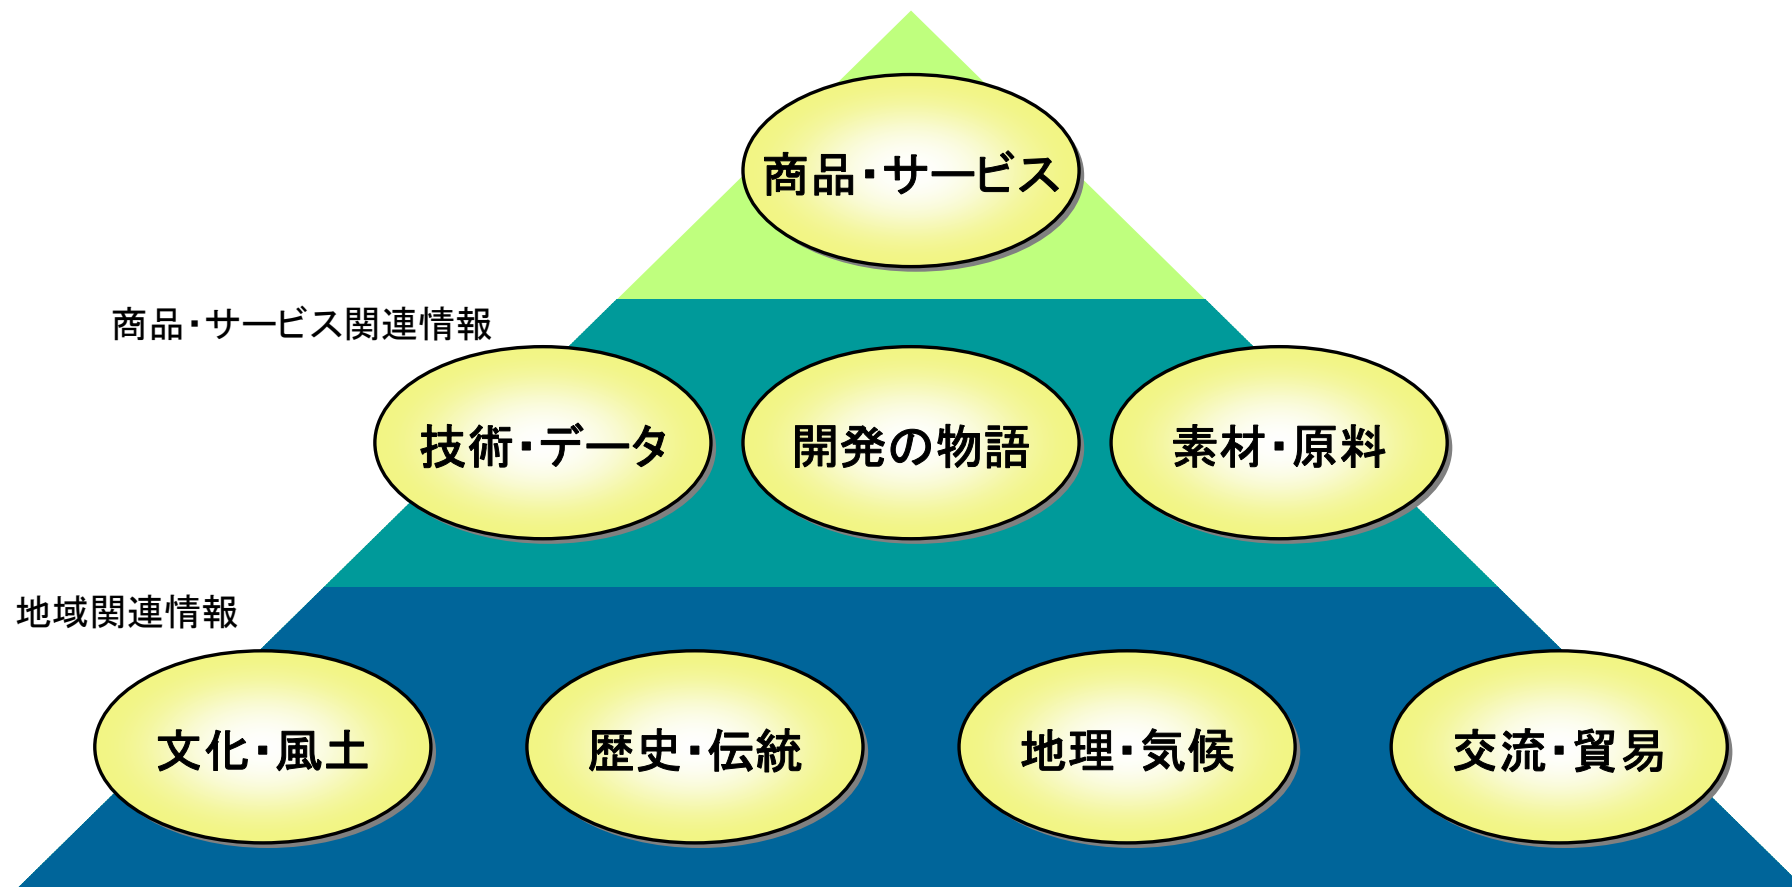 商品・サービス
商品・サービス関連情報
技術・データ
開発の物語
素材・原料
地域関連情報
文化・風土
歴史・伝統
地理・気候
交流・貿易